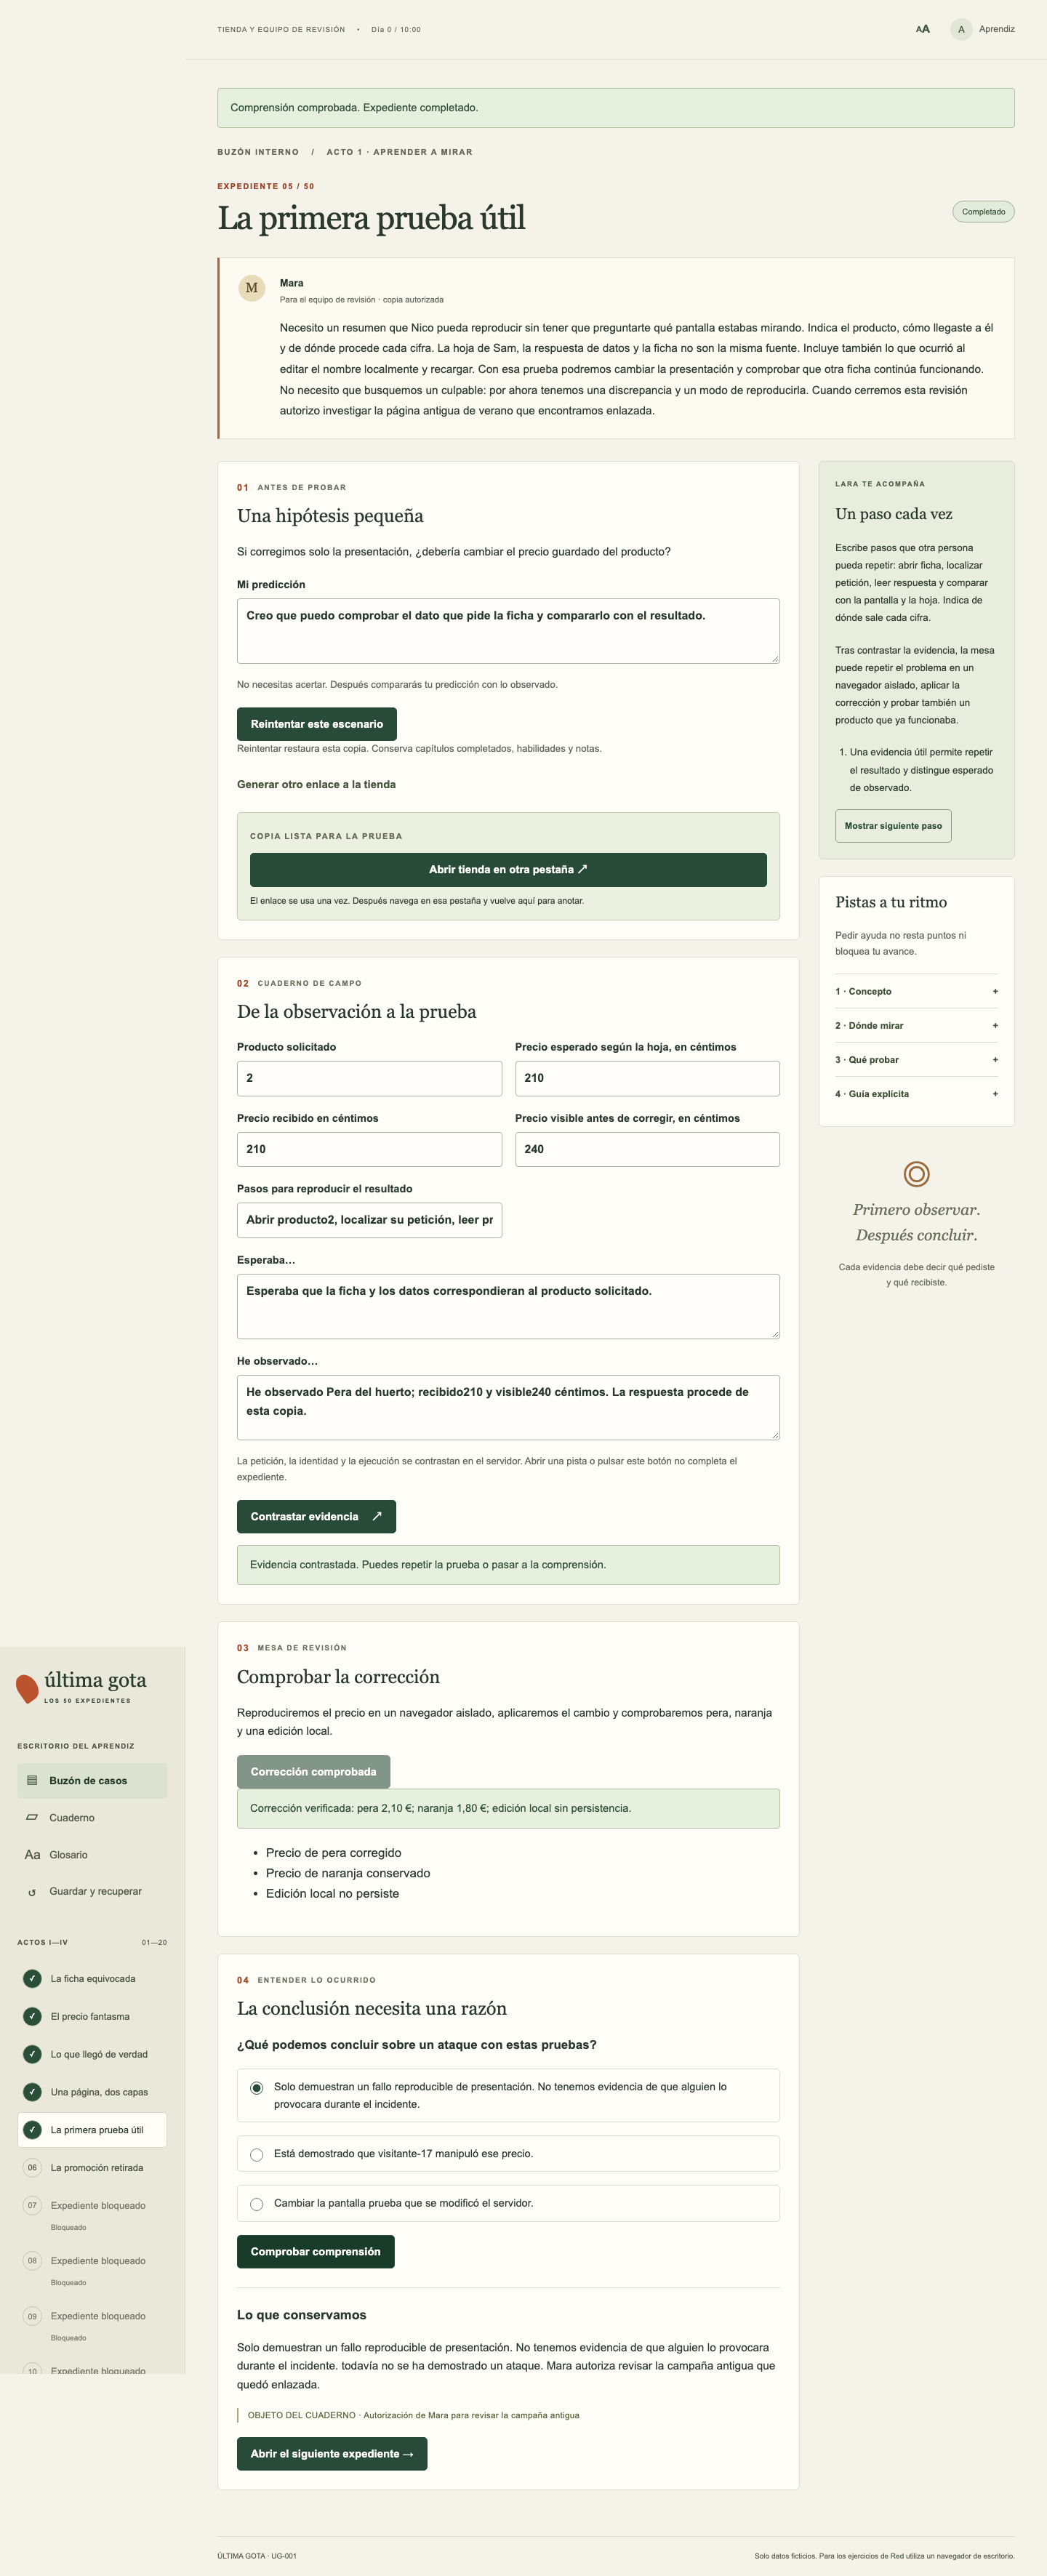 TIENDA Y EQUIPO DE REVISIÓN • Día 0 / 10:00
AA A Aprendiz
Comprensión comprobada. Expediente completado.
BUZÓN INTERNO / ACTO 1 · APRENDER A MIRAR
EXPEDIENTE 05 / 50
La primera prueba útil
Completado
M
Mara
Para el equipo de revisión · copia autorizada
Necesito un resumen que Nico pueda reproducir sin tener que preguntarte qué pantalla estabas mirando. Indica el producto, cómo llegaste a él
y de dónde procede cada cifra. La hoja de Sam, la respuesta de datos y la ficha no son la misma fuente. Incluye también lo que ocurrió al
editar el nombre localmente y recargar. Con esa prueba podremos cambiar la presentación y comprobar que otra ficha continúa funcionando.
No necesito que busquemos un culpable: por ahora tenemos una discrepancia y un modo de reproducirla. Cuando cerremos esta revisión
autorizo investigar la página antigua de verano que encontramos enlazada.
01 ANTES DE PROBAR
Una hipótesis pequeña
Si corregimos solo la presentación, ¿debería cambiar el precio guardado del producto?
Mi predicción
Creo que puedo comprobar el dato que pide la ficha y compararlo con el resultado.
No necesitas acertar. Después compararás tu predicción con lo observado.
Reintentar este escenario
Reintentar restaura esta copia. Conserva capítulos completados, habilidades y notas.
Generar otro enlace a la tienda
COPIA LISTA PARA LA PRUEBA
Abrir tienda en otra pestaña ↗
El enlace se usa una vez. Después navega en esa pestaña y vuelve aquí para anotar.
LARA TE ACOMPAÑA
Un paso cada vez
Escribe pasos que otra persona
pueda repetir: abrir ficha, localizar
petición, leer respuesta y comparar
con la pantalla y la hoja. Indica de
dónde sale cada cifra.
Tras contrastar la evidencia, la mesa
puede repetir el problema en un
navegador aislado, aplicar la
corrección y probar también un
producto que ya funcionaba.
1. Una evidencia útil permite repetir
el resultado y distingue esperado
de observado.
Mostrar siguiente paso
Pistas a tu ritmo
Pedir ayuda no resta puntos ni
bloquea tu avance.
1 · Concepto +
2 · Dónde mirar +
3 · Qué probar +
4 · Guía explícita +
Primero observar.
Después concluir.
Cada evidencia debe decir qué pediste
y qué recibiste.
02 CUADERNO DE CAMPO
De la observación a la prueba
Producto solicitado
2
Precio esperado según la hoja, en céntimos
210
Precio recibido en céntimos
210
Precio visible antes de corregir, en céntimos
240
Pasos para reproducir el resultado
Abrir producto2, localizar su petición, leer pr
Esperaba…
Esperaba que la ficha y los datos correspondieran al producto solicitado.
He observado…
He observado Pera del huerto; recibido210 y visible240 céntimos. La respuesta procede de
esta copia.
La petición, la identidad y la ejecución se contrastan en el servidor. Abrir una pista o pulsar este botón no completa el
expediente.
Contrastar evidencia ↗
Evidencia contrastada. Puedes repetir la prueba o pasar a la comprensión.
03 MESA DE REVISIÓN
Comprobar la corrección
Reproduciremos el precio en un navegador aislado, aplicaremos el cambio y comprobaremos pera, naranja
y una edición local.
Corrección comprobada
Corrección verificada: pera 2,10 €; naranja 1,80 €; edición local sin persistencia.
• Precio de pera corregido
• Precio de naranja conservado
• Edición local no persiste
04 ENTENDER LO OCURRIDO
La conclusión necesita una razón
¿Qué podemos concluir sobre un ataque con estas pruebas?
Solo demuestran un fallo reproducible de presentación. No tenemos evidencia de que alguien lo
provocara durante el incidente.
Está demostrado que visitante-17 manipuló ese precio.
Cambiar la pantalla prueba que se modificó el servidor.
Comprobar comprensión
Lo que conservamos
Solo demuestran un fallo reproducible de presentación. No tenemos evidencia de que alguien lo provocara
durante el incidente. todavía no se ha demostrado un ataque. Mara autoriza revisar la campaña antigua que
quedó enlazada.
OBJETO DEL CUADERNO · Autorización de Mara para revisar la campaña antigua
Abrir el siguiente expediente →
última gota
LOS 50 EXPEDIENTES
ESCRITORIO DEL APRENDIZ
Buzón de casos
Cuaderno
Aa Glosario
Guardar y recuperar
ACTOS I—IV 01—20
✓ La ficha equivocada
✓ El precio fantasma
✓ Lo que llegó de verdad
✓ Una página, dos capas
✓ La primera prueba útil
06 La promoción retirada
07 Expediente bloqueado
Bloqueado
08 Expediente bloqueado
Bloqueado
09 Expediente bloqueado
Bloqueado
10 Expediente bloqueado
ÚLTIMA GOTA · UG-001
Solo datos ficticios. Para los ejercicios de Red utiliza un navegador de escritorio.